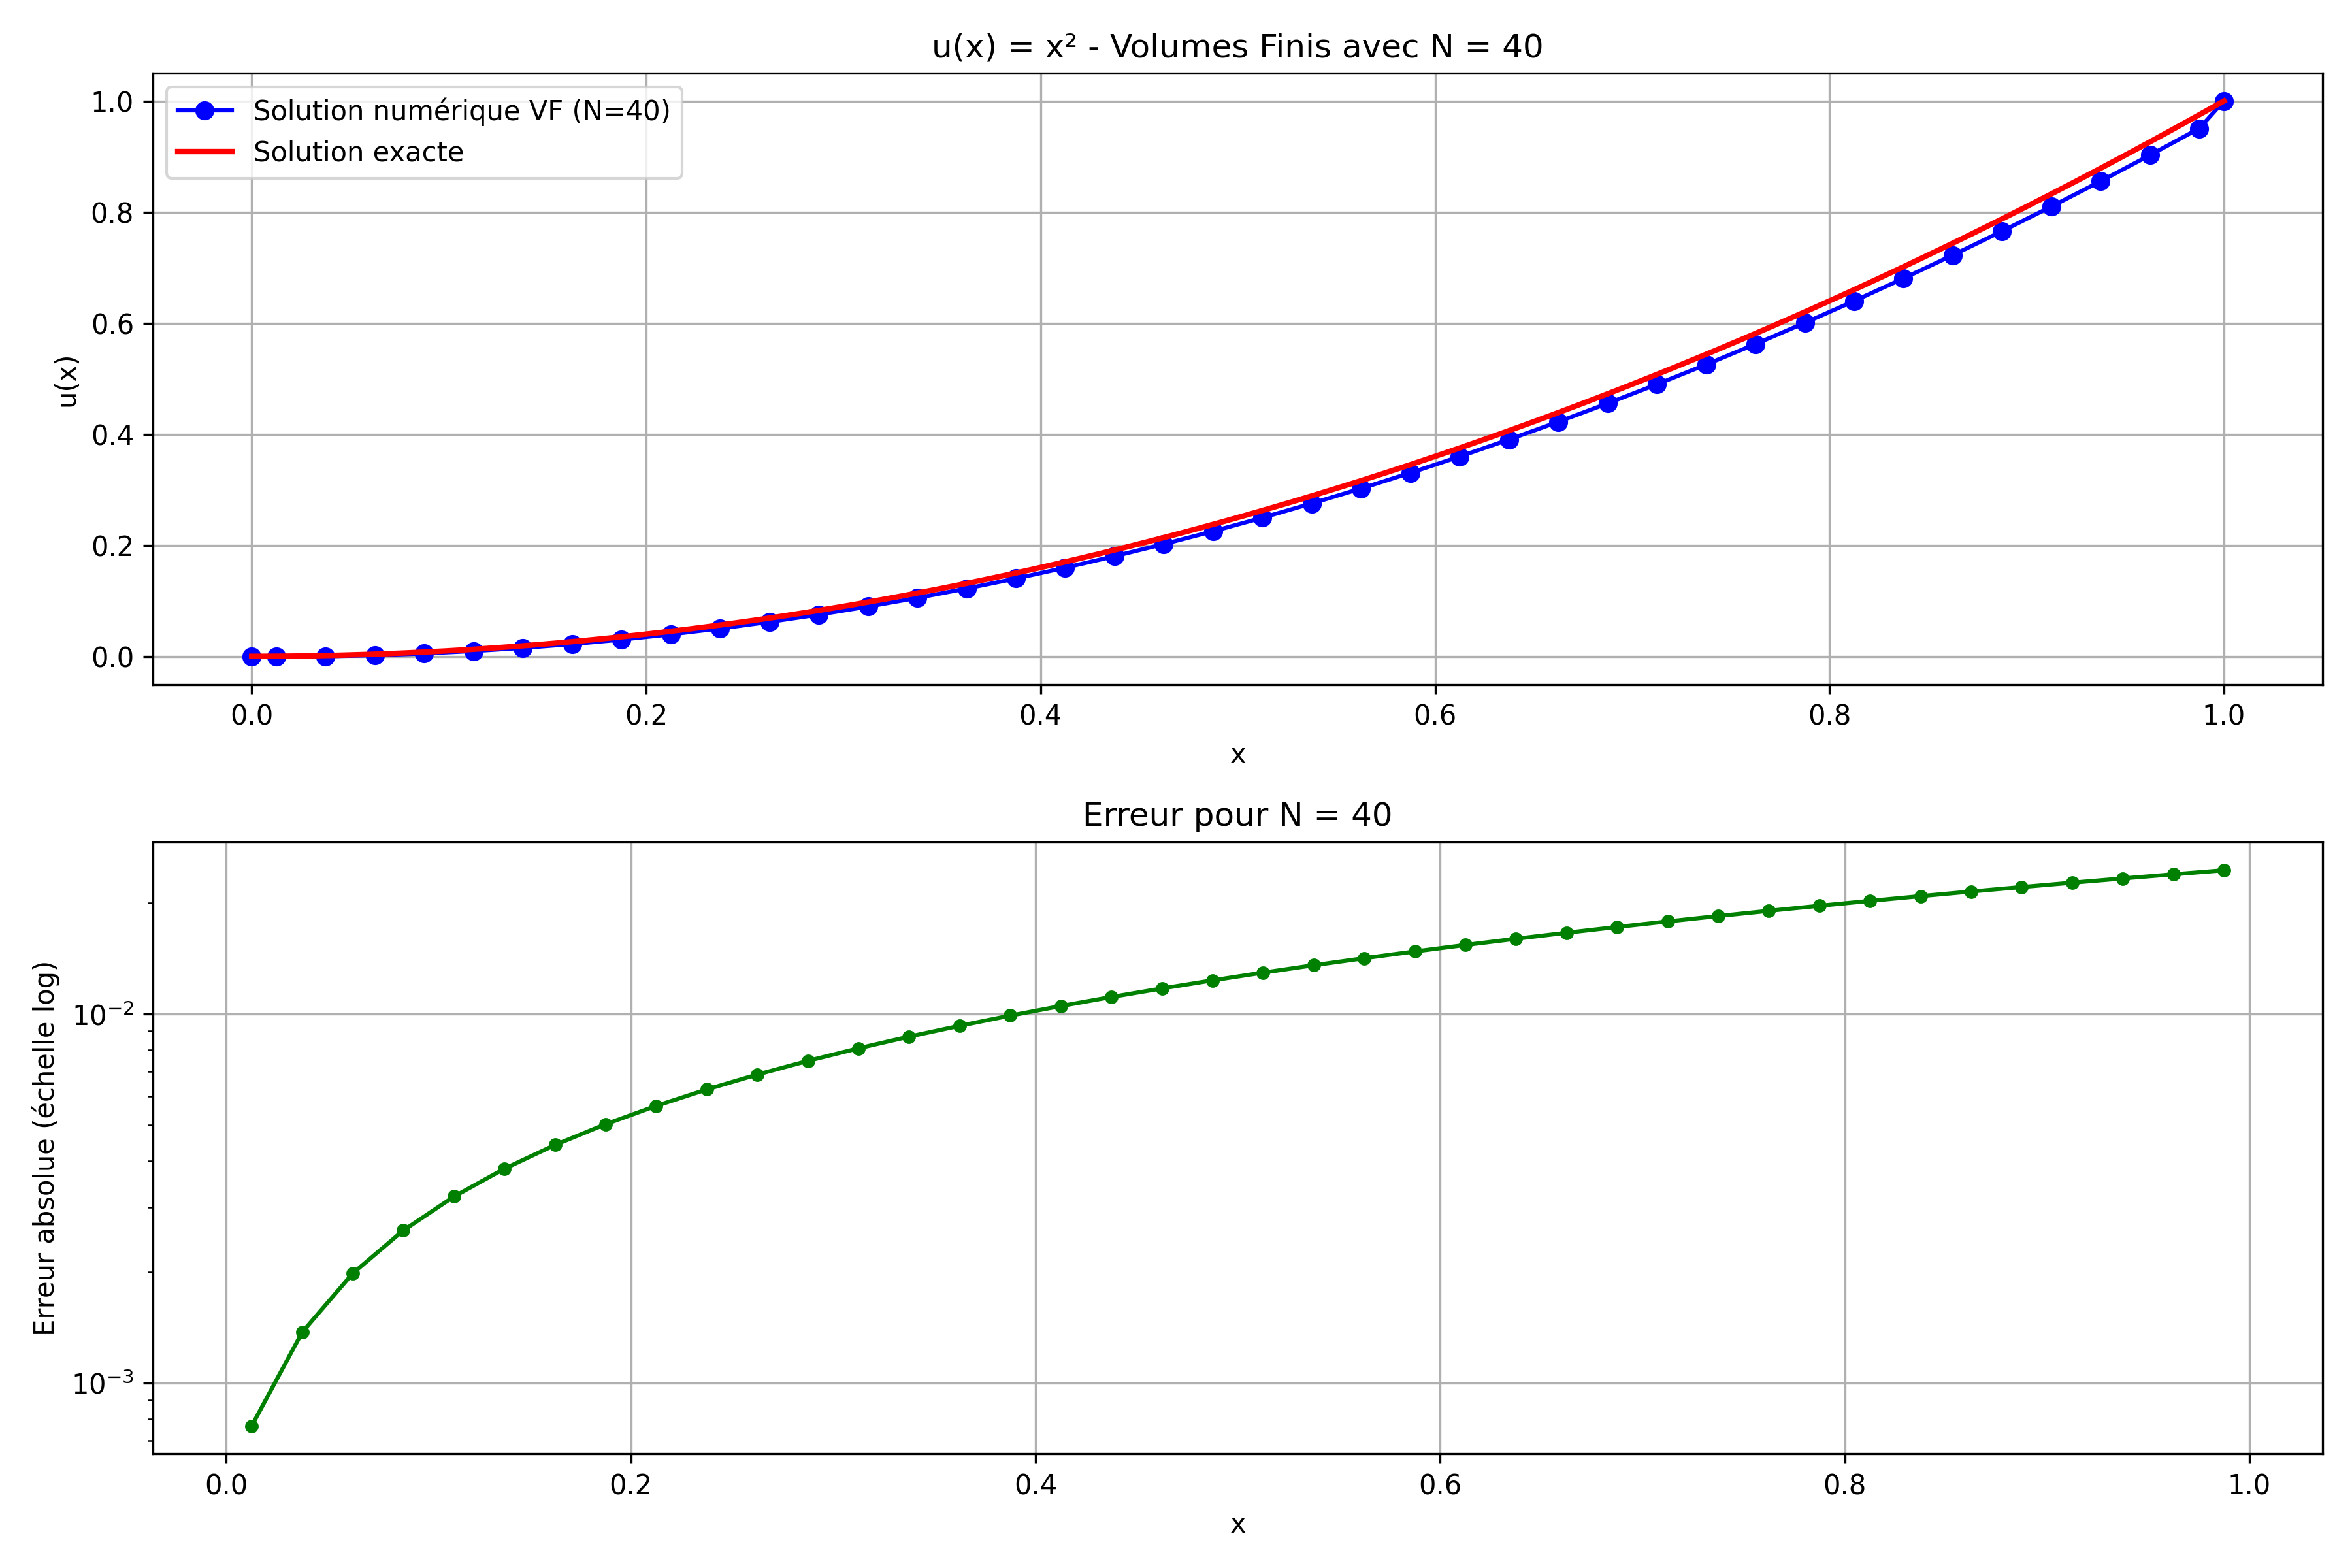 u(x) = x² - Volumes Finis avec N = 40
Solution numérique VF (N=40)
Solution exacte
u(x)
1.0
0.8
0.6
0.4
0.2
0.0
0.0 0.2 0.4 0.6 0.8 1.0
x
Erreur pour N = 40
Erreur absolue (échelle log)
10⁻²
10⁻³
0.0 0.2 0.4 0.6 0.8 1.0
x